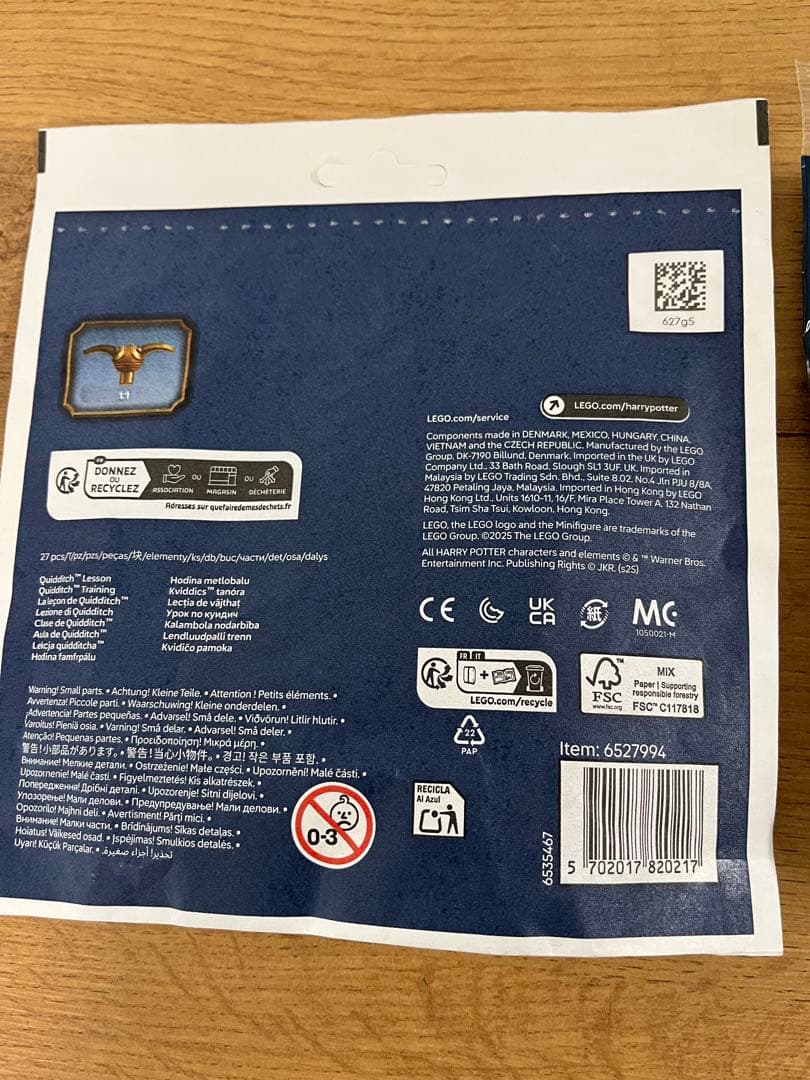 627g5
1:1
LEGO.com/service
LEGO.com/harrypotter
Components made in DENMARK, MEXICO, HUNGARY, CHINA,
VIETNAM and the CZECH REPUBLIC. Manufactured by the LEGO
Group, DK-7190 Billund, Denmark. Imported in the UK by LEGO
Company Ltd., 33 Bath Road, Slough SL1 3UF, UK. Imported in
Malaysia by LEGO Trading Sdn. Bhd., Suite 8.02, No.4 Jln PJU 8/8A,
47820 Petaling Jaya, Malaysia. Imported in Hong Kong by LEGO
Hong Kong Ltd., Units 1610-11, 16/F, Mira Place Tower A, 132 Nathan
Road, Tsim Sha Tsui, Kowloon, Hong Kong.
LEGO, the LEGO logo and the Minifigure are trademarks of the
LEGO Group. ©2025 The LEGO Group.
All HARRY POTTER characters and elements © & ™ Warner Bros.
Entertainment Inc. Publishing Rights © JKR. (s25)
FR
DONNEZ
OU
RECYCLEZ
ASSOCIATION OU MAGASIN OU DÉCHÈTERIE
Adresses sur quefairedemesdechets.fr
27 pcs/Τ/pz/pzs/peças/块/elementy/ks/db/buc/части/det/osa/dalys
Quidditch™ Lesson
Quidditch™ Training
La leçon de Quidditch™
Lezione di Quidditch
Clase de Quidditch™
Aula de Quidditch™
Lekcja quidditcha™
Hodina famfrpálu
Hodina metlobalu
Kviddics™ tanóra
Lecția de vâjthaț
Урок по куидич
Kalambola nodarbība
Lendluudpalli trenn
Kvidičo pamoka
CE
UK
CA
紙
MC
1050021-M
FR IT
LEGO.com/recycle
FSC
www.fsc.org
MIX
Paper | Supporting
responsible forestry
FSC™ C117818
22
PAP
Warning! Small parts. • Achtung! Kleine Teile. • Attention ! Petits éléments. •
Avvertenza! Piccole parti. • Waarschuwing! Kleine onderdelen. •
¡Advertencia! Partes pequeñas. • Advarsel! Små dele. • Viðvörun! Litlir hlutir. •
Varoitus! Pieniä osia. • Varning! Små delar. • Advarsel! Små deler. •
Atenção! Pequenas partes. • Προειδοποίηση! Μικρά μέρη. •
警告!小部品があります。• 警告!当心小物件。• 경고! 작은 부품 포함. •
Внимание! Мелкие детали. • Ostrzeżenie! Małe części. • Upozornění! Malé části. •
Upozornenie! Malé časti. • Figyelmeztetés! Kis alkatrészek. •
Попередження! Дрібні деталі. • Upozorenje! Sitni dijelovi. •
Упозорење! Мали делови. • Предупредување! Мали делови. •
Opozorilo! Majhni deli. • Avertisment! Părți mici. •
Внимание! Малки части. • Brīdinājums! Sīkas detaļas. •
Hoiatus! Väikesed osad. • Įspėjimas! Smulkios detalės. •
Uyarı! Küçük Parçalar. • تحذير! أجزاء صغيرة.
0-3
RECICLA
Al Azul
Item: 6527994
6535467
5 702017 820217